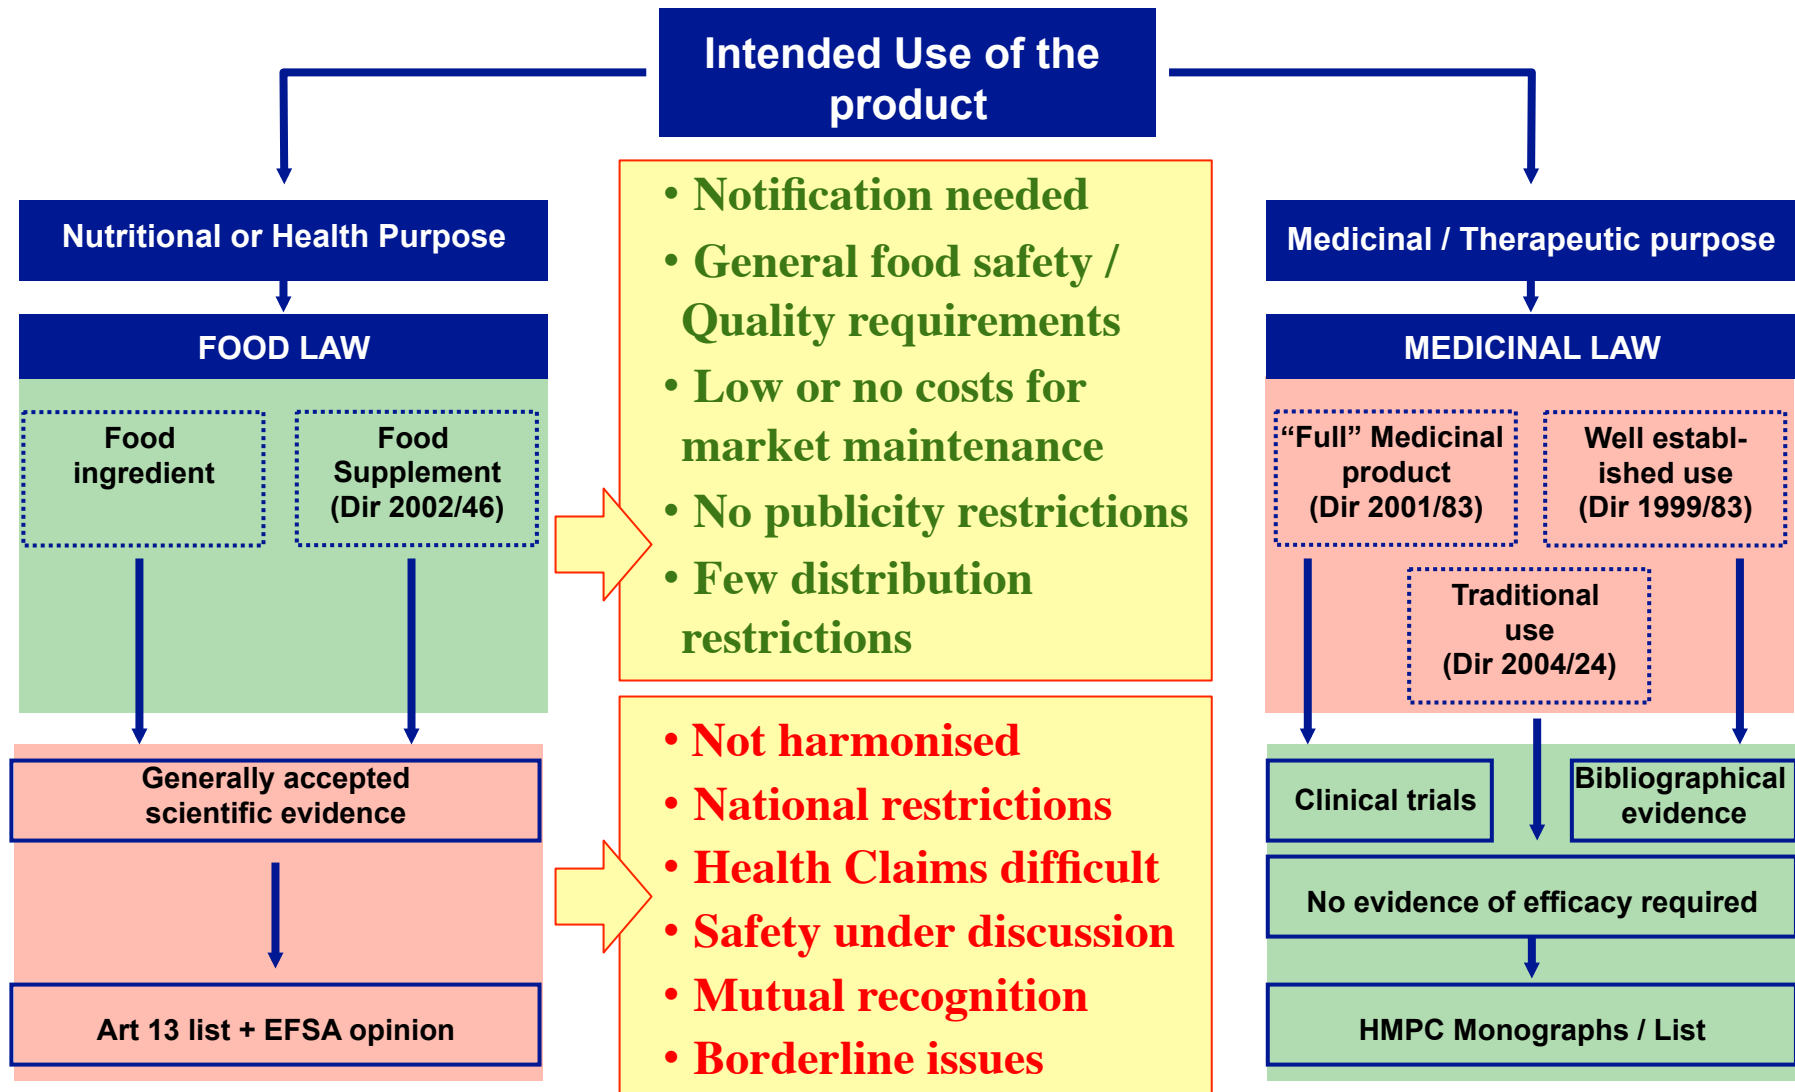 Intended Use of the
product
Nutritional or Health Purpose
FOOD LAW
Food
ingredient
Food
Supplement
(Dir 2002/46)
Generally accepted
scientific evidence
Art 13 list + EFSA opinion
• Notification needed
• General food safety /
Quality requirements
• Low or no costs for
market maintenance
• No publicity restrictions
• Few distribution
restrictions
• Not harmonised
• National restrictions
• Health Claims difficult
• Safety under discussion
• Mutual recognition
• Borderline issues
Medicinal / Therapeutic purpose
MEDICINAL LAW
“Full” Medicinal
product
(Dir 2001/83)
Well establ-
ished use
(Dir 1999/83)
Traditional
use
(Dir 2004/24)
Clinical trials
Bibliographical
evidence
No evidence of efficacy required
HMPC Monographs / List